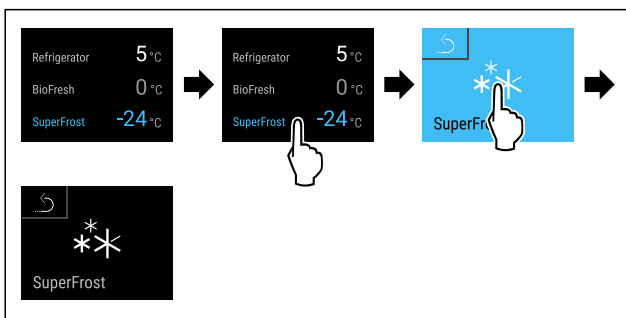 Refrigerator 5 °C
BioFresh 0 °C
SuperFrost -24 °C
Refrigerator 5 °C
BioFresh 0 °C
SuperFrost -24 °C
SuperFr
SuperFrost